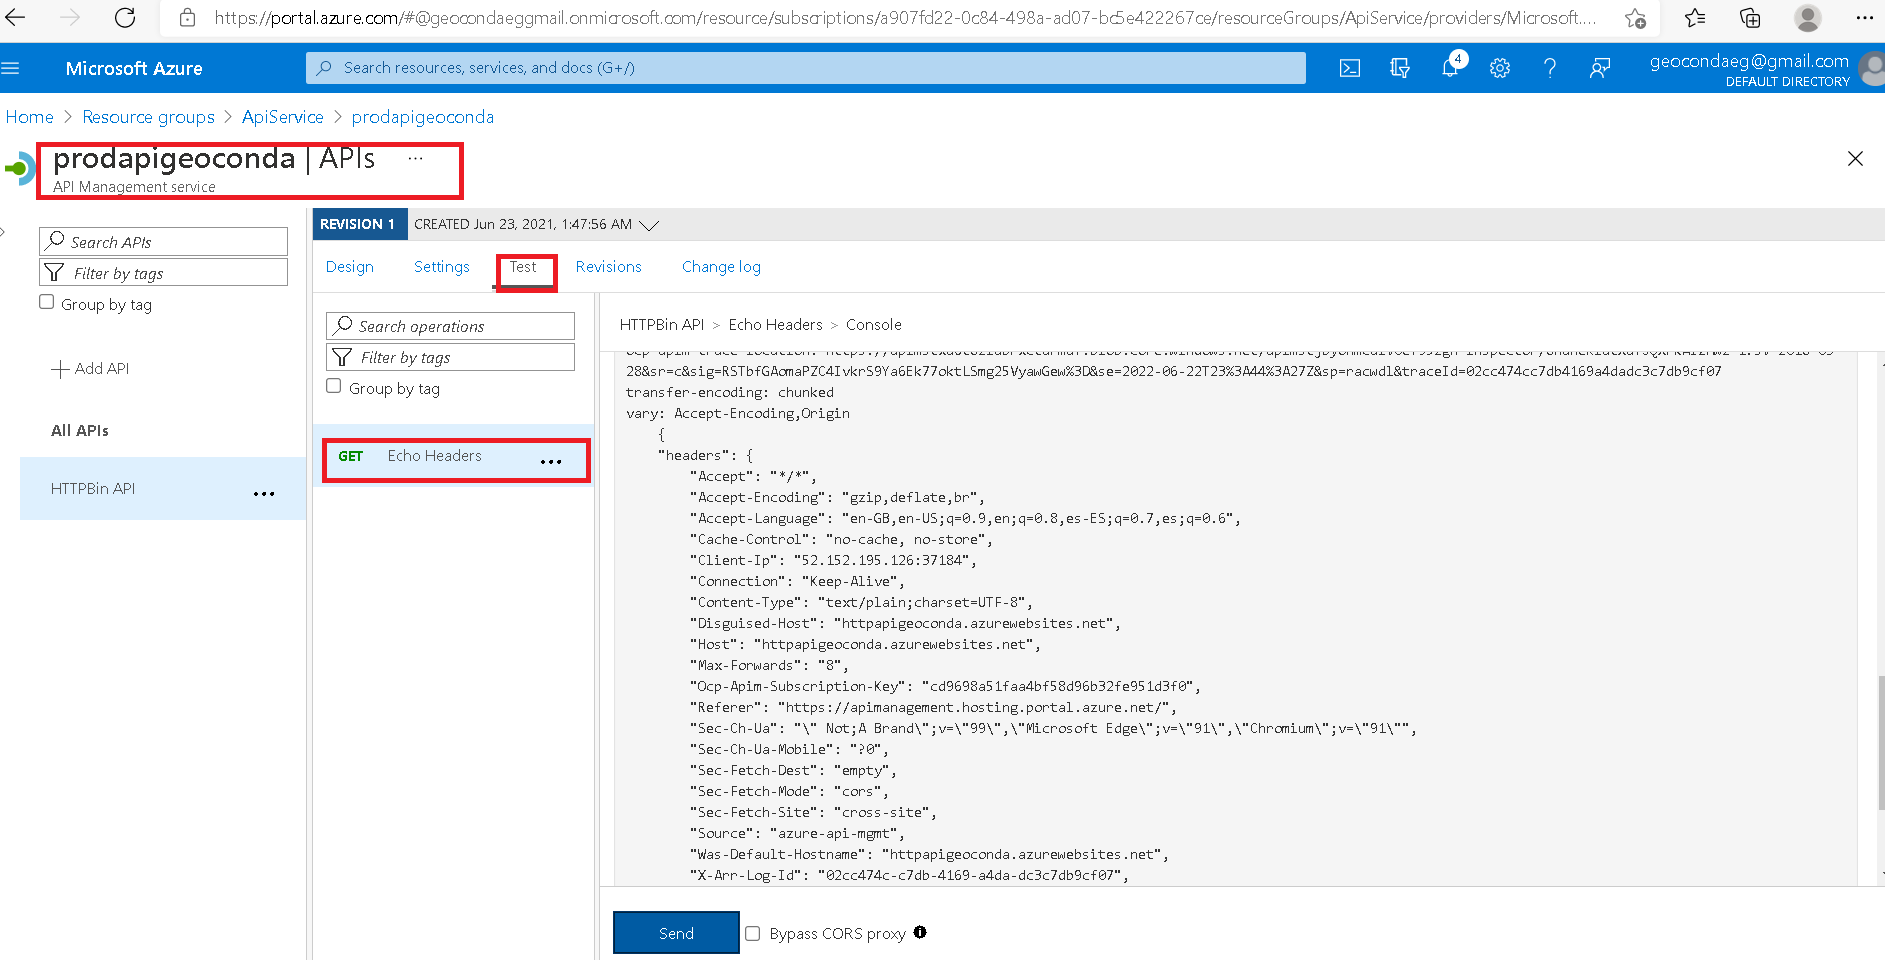 https://portal.azure.com/#@geocondaeggmail.onmicrosoft.com/resource/subscriptions/a907fd22-0c84-498a-ad07-bc5e422267ce/resourceGroups/ApiService/providers/Microsoft....
Microsoft Azure
Search resources, services, and docs (G+/)
4
geocondaeg@gmail.com
DEFAULT DIRECTORY
Home > Resource groups > ApiService > prodapigeoconda
prodapigeoconda | APIs ...
API Management service
Search APIs
Filter by tags
Group by tag
Add API
All APIs
HTTPBin API ...
REVISION 1 CREATED Jun 23, 2021, 1:47:56 AM
Design Settings Test Revisions Change log
Search operations
Filter by tags
Group by tag
GET Echo Headers ...
HTTPBin API > Echo Headers > Console
28&sr=c&sig=RSTbfGAomaPZC4IvkrS9Ya6Ek77oktLSmg25VyawGew%3D&se=2022-06-22T23%3A44%3A27Z&sp=racwdl&traceId=02cc474cc7db4169a4dadc3c7db9cf07
transfer-encoding: chunked
vary: Accept-Encoding,Origin
{
"headers": {
"Accept": "*/*",
"Accept-Encoding": "gzip,deflate,br",
"Accept-Language": "en-GB,en-US;q=0.9,en;q=0.8,es-ES;q=0.7,es;q=0.6",
"Cache-Control": "no-cache, no-store",
"Client-Ip": "52.152.195.126:37184",
"Connection": "Keep-Alive",
"Content-Type": "text/plain;charset=UTF-8",
"Disguised-Host": "httpapigeoconda.azurewebsites.net",
"Host": "httpapigeoconda.azurewebsites.net",
"Max-Forwards": "8",
"Ocp-Apim-Subscription-Key": "cd9698a51faa4bf58d96b32fe951d3f0",
"Referer": "https://apimanagement.hosting.portal.azure.net/",
"Sec-Ch-Ua": "\" Not;A Brand\";v=\"99\",\"Microsoft Edge\";v=\"91\",\"Chromium\";v=\"91\"",
"Sec-Ch-Ua-Mobile": "?0",
"Sec-Fetch-Dest": "empty",
"Sec-Fetch-Mode": "cors",
"Sec-Fetch-Site": "cross-site",
"Source": "azure-api-mgmt",
"Was-Default-Hostname": "httpapigeoconda.azurewebsites.net",
"X-Arr-Log-Id": "02cc474c-c7db-4169-a4da-dc3c7db9cf07",
Send Bypass CORS proxy